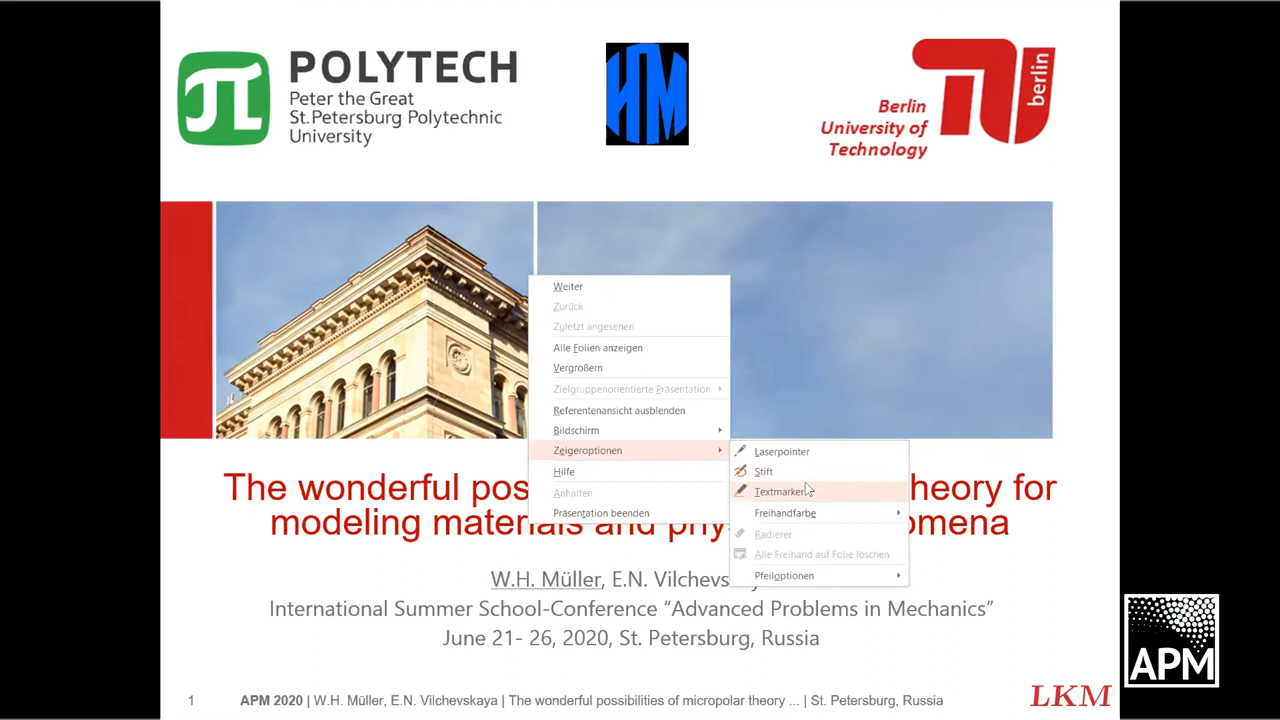 POLYTECH
Peter the Great
St.Petersburg Polytechnic
University
ИПМ
Berlin
University of
Technology
berlin
Weiter
Zurück
Zuletzt angesehen
Alle Folien anzeigen
Vergrößern
Zielgruppenorientierte Präsentation
Referentenansicht ausblenden
Bildschirm
Zeigeroptionen
Hilfe
Anhalten
Präsentation beenden
Laserpointer
Stift
Textmarker
Freihandfarbe
Radierer
Alle Freihand auf Folie löschen
Pfeiloptionen
The wonderful pos heory for
modeling materials and phy omena
W.H. Müller, E.N. Vilchevs
International Summer School-Conference “Advanced Problems in Mechanics”
June 21- 26, 2020, St. Petersburg, Russia
1 APM 2020 | W.H. Müller, E.N. Vilchevskaya | The wonderful possibilities of micropolar theory ... | St. Petersburg, Russia
LKM
APM